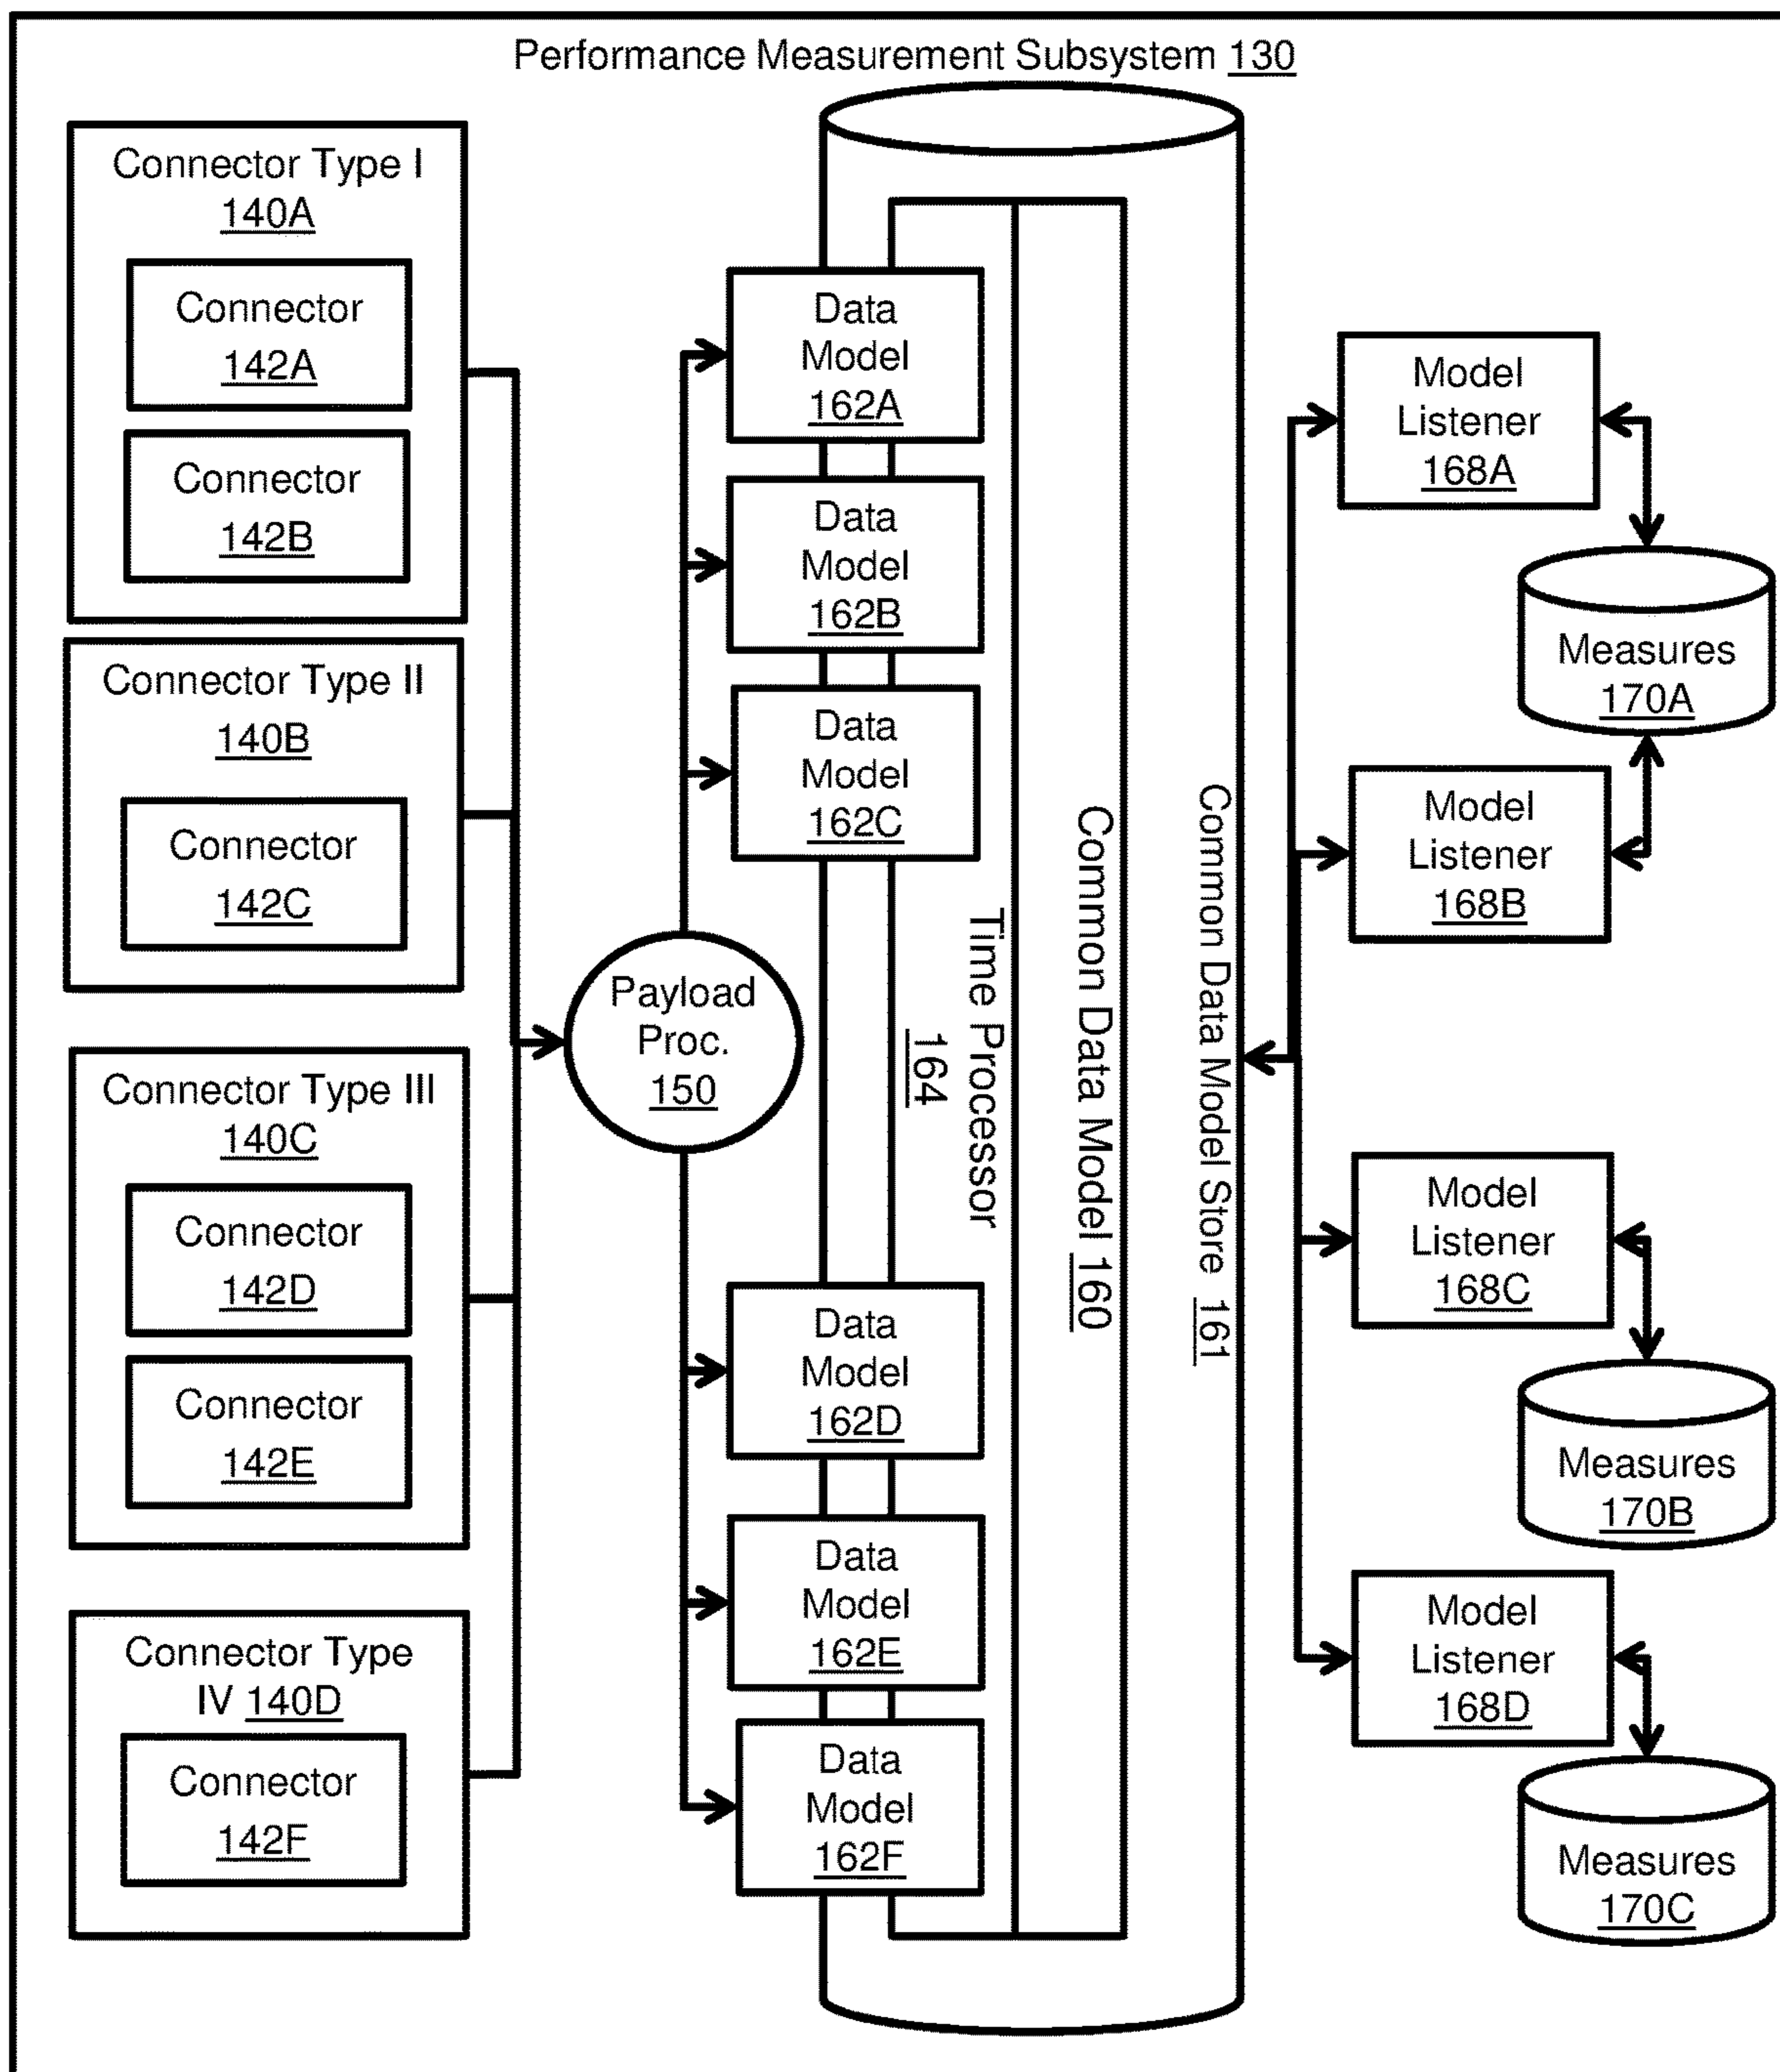 Performance Measurement Subsystem 130
Connector Type I
140A
Connector
142A
Connector
142B
Connector Type II
140B
Connector
142C
Connector Type III
140C
Connector
142D
Connector
142E
Connector Type
IV 140D
Connector
142F
Payload
Proc.
150
Data
Model
162A
Data
Model
162B
Data
Model
162C
Data
Model
162D
Data
Model
162E
Data
Model
162F
Time Processor
164
Common Data Model 160
Common Data Model Store 161
Model
Listener
168A
Measures
170A
Model
Listener
168B
Model
Listener
168C
Measures
170B
Model
Listener
168D
Measures
170C